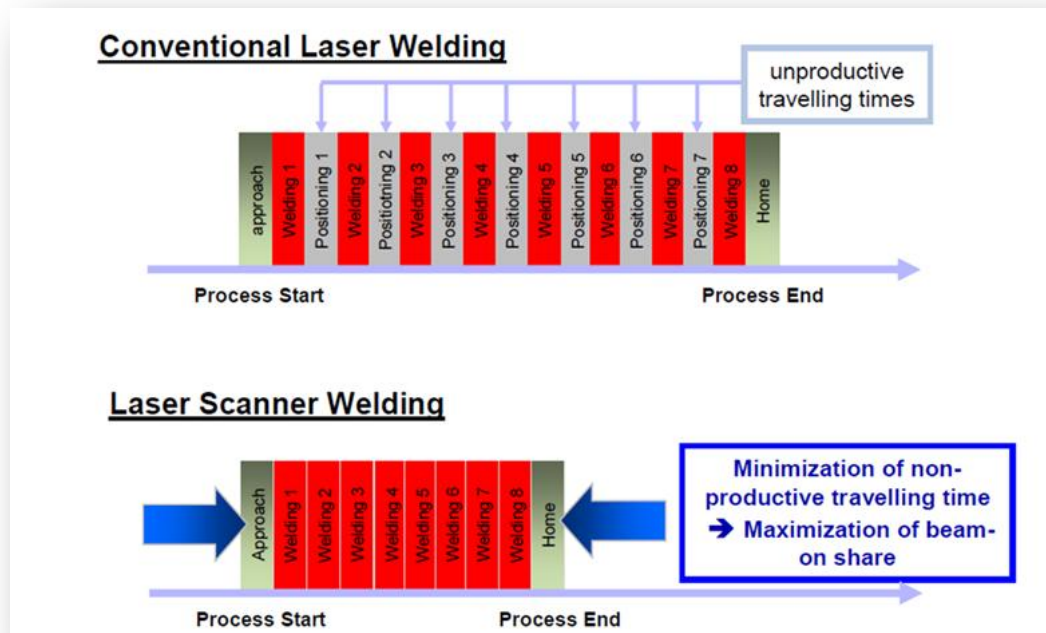 Conventional Laser Welding
unproductive
travelling times
approach
Welding 1
Positioning 1
Welding 2
Positiotning 2
Welding 3
Positioning 3
Welding 4
Positioning 4
Welding 5
Positioning 5
Welding 6
Positioning 6
Welding 7
Positioning 7
Welding 8
Home
Process Start
Process End
Laser Scanner Welding
Approach
Welding 1
Welding 2
Welding 3
Welding 4
Welding 5
Welding 6
Welding 7
Welding 8
Home
Minimization of non-
productive travelling time
➔ Maximization of beam-
on share
Process Start
Process End